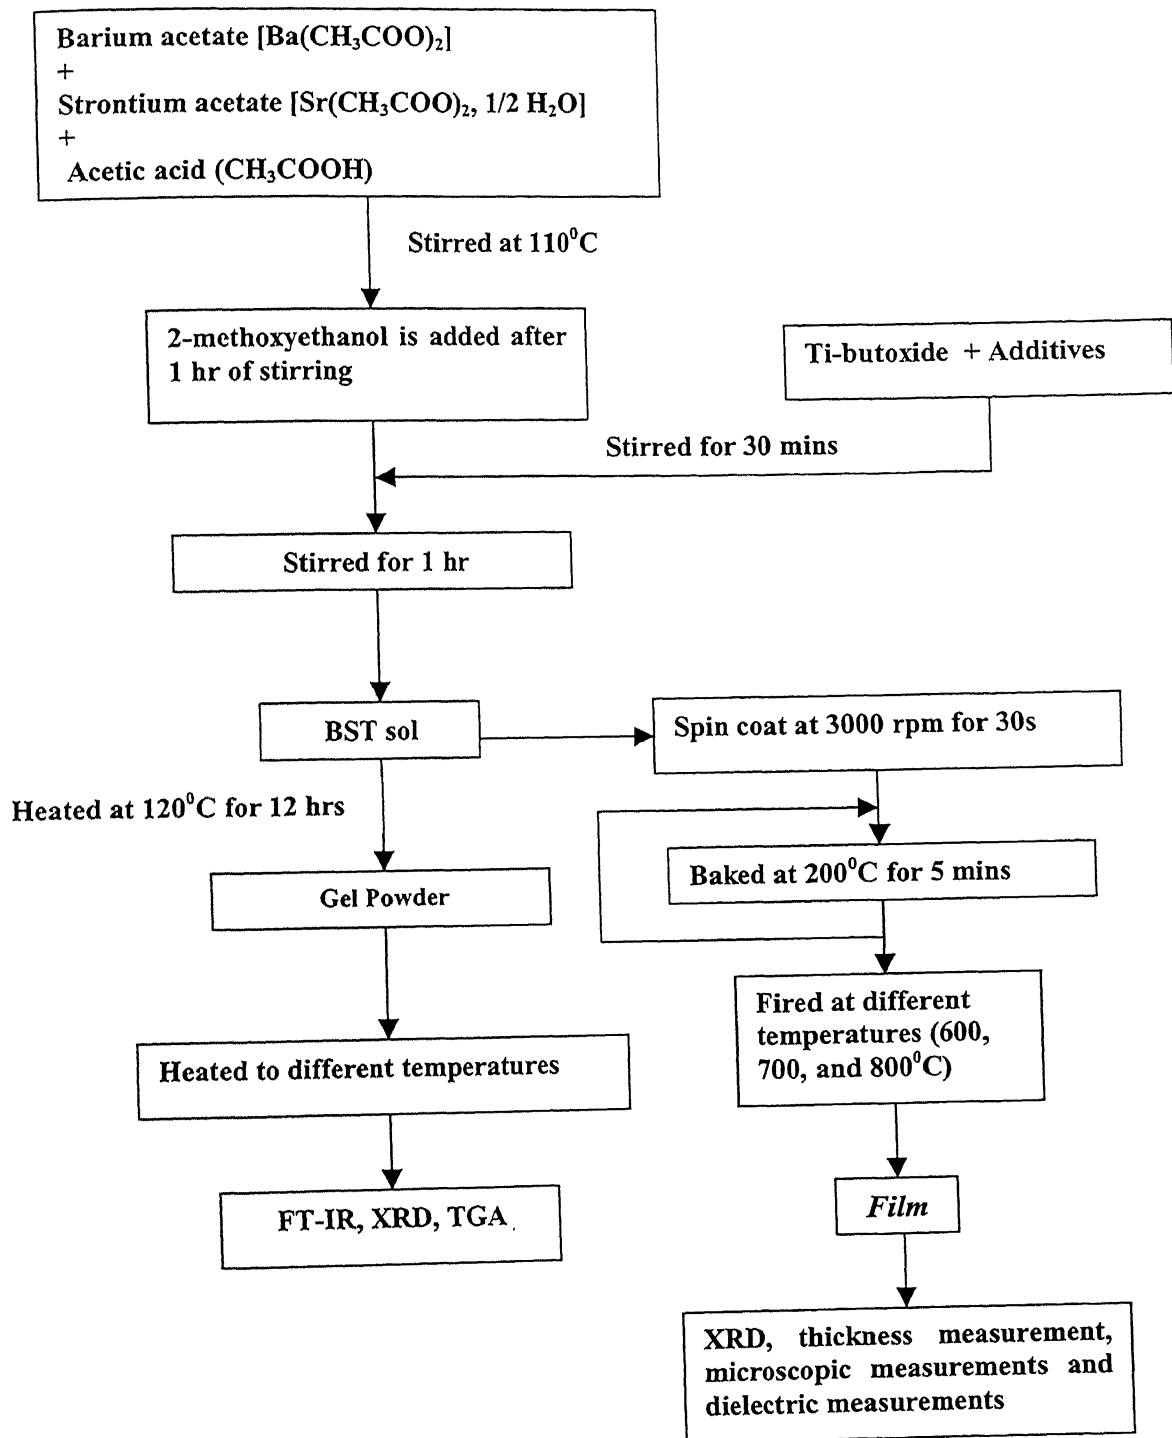 Barium acetate [Ba(CH₃COO)₂]
+
Strontium acetate [Sr(CH₃COO)₂, 1/2 H₂O]
+
Acetic acid (CH₃COOH)
Stirred at 110⁰C
2-methoxyethanol is added after
1 hr of stirring
Ti-butoxide + Additives
Stirred for 30 mins
Stirred for 1 hr
BST sol
Spin coat at 3000 rpm for 30s
Heated at 120⁰C for 12 hrs
Baked at 200⁰C for 5 mins
Gel Powder
Fired at different
temperatures (600,
700, and 800⁰C)
Heated to different temperatures
FT-IR, XRD, TGA
Film
XRD, thickness measurement,
microscopic measurements and
dielectric measurements